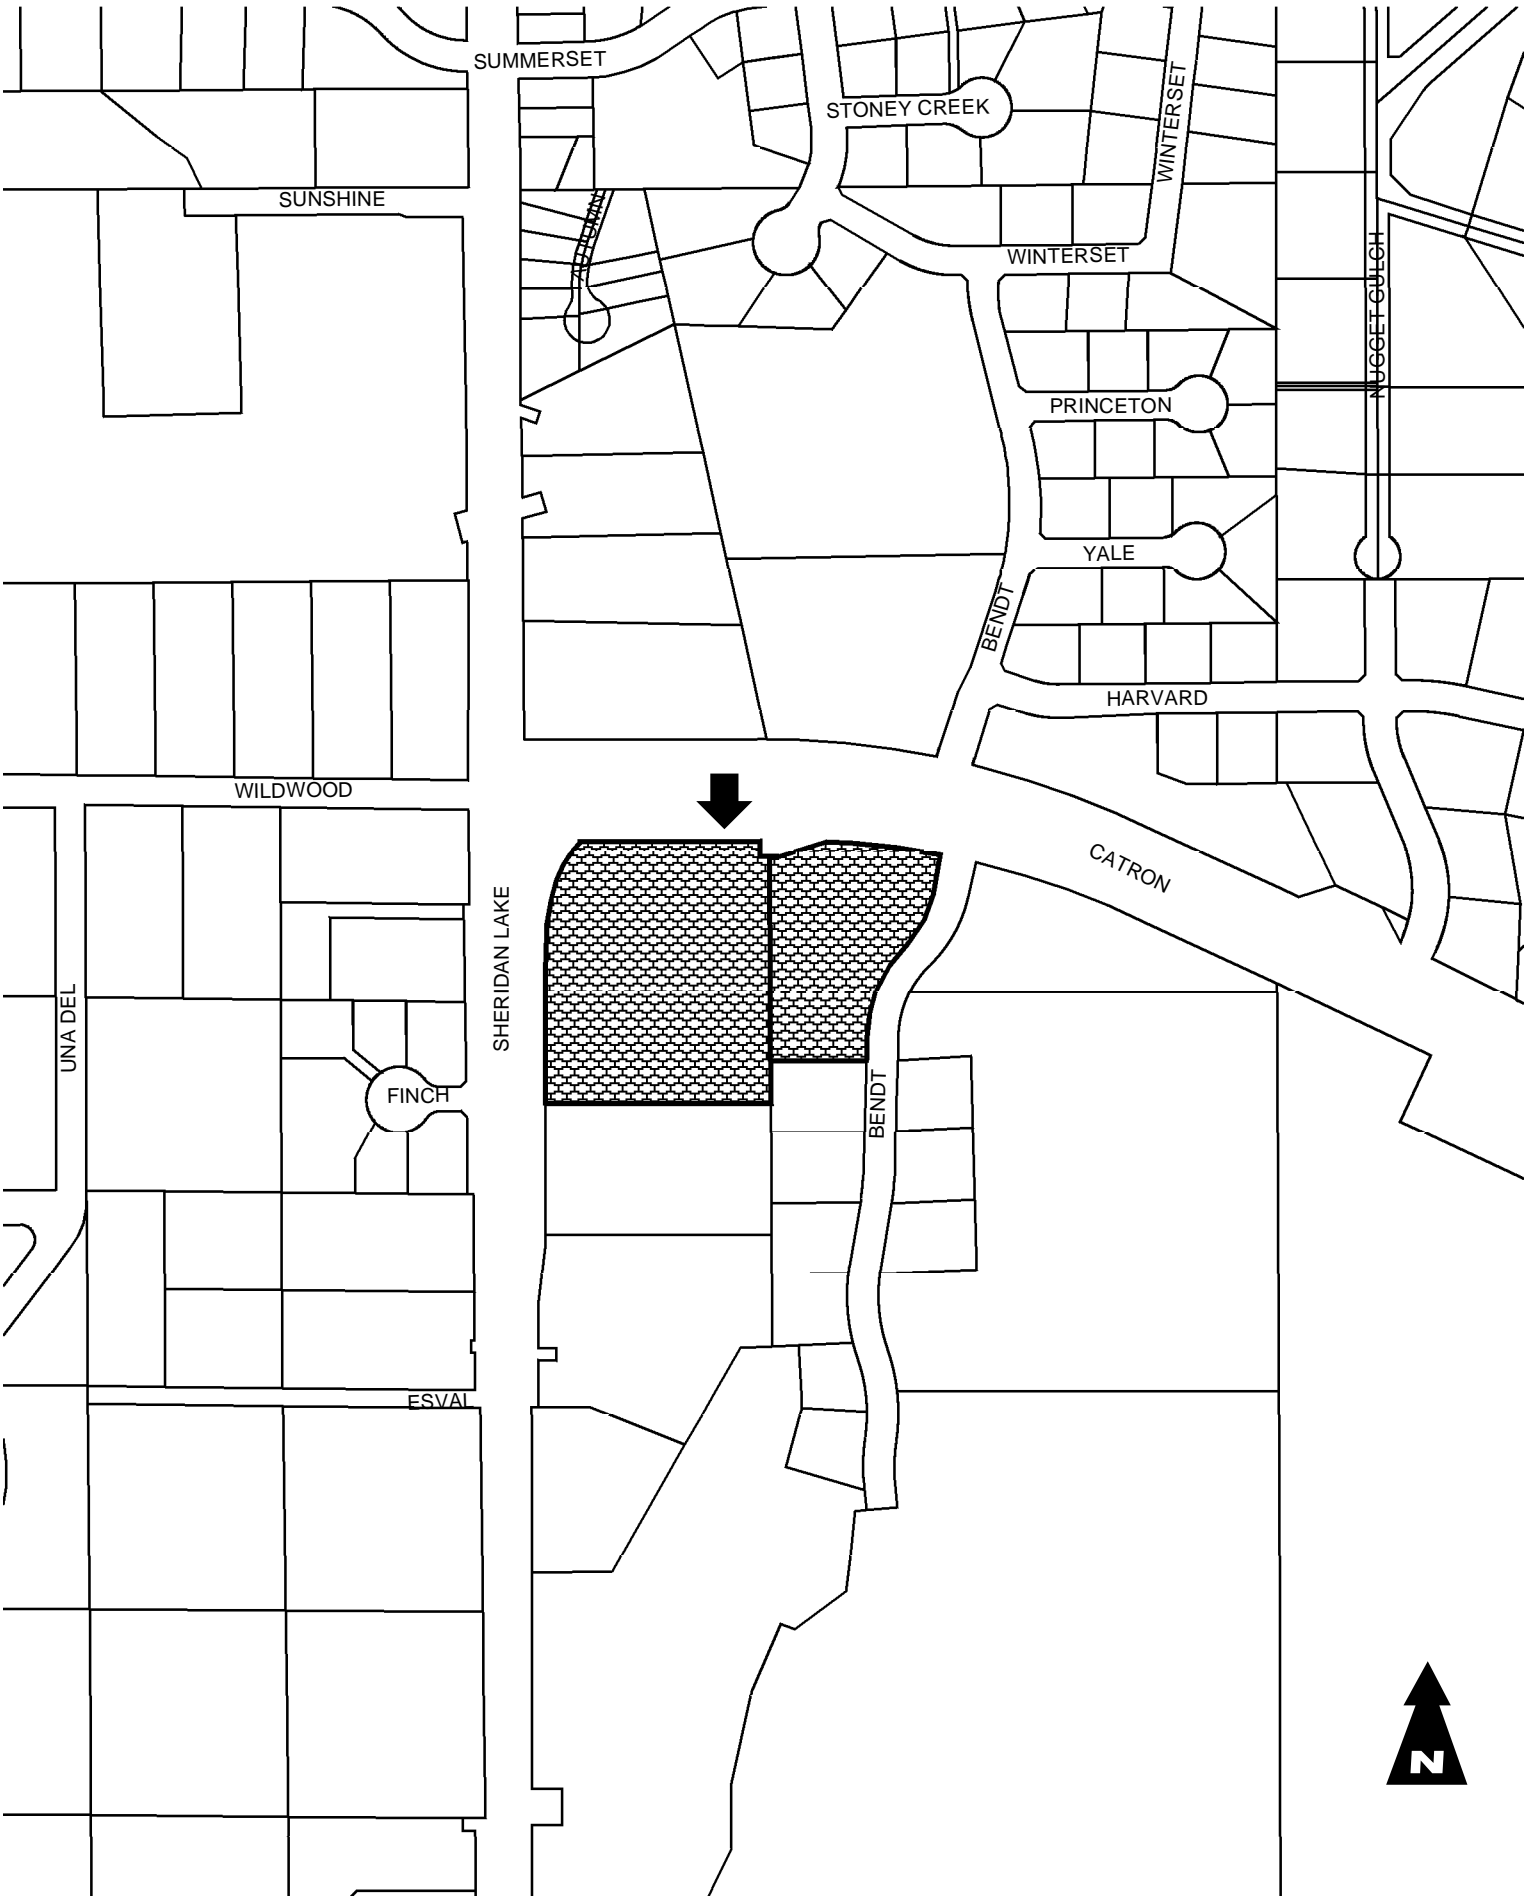 SUMMERSET
STONEY CREEK
WINTERSET
SUNSHINE
AUTUMN
WINTERSET
NUGGET GULCH
PRINCETON
YALE
BENDT
HARVARD
WILDWOOD
CATRON
SHERIDAN LAKE
UNA DEL
FINCH
BENDT
ESVAL
N